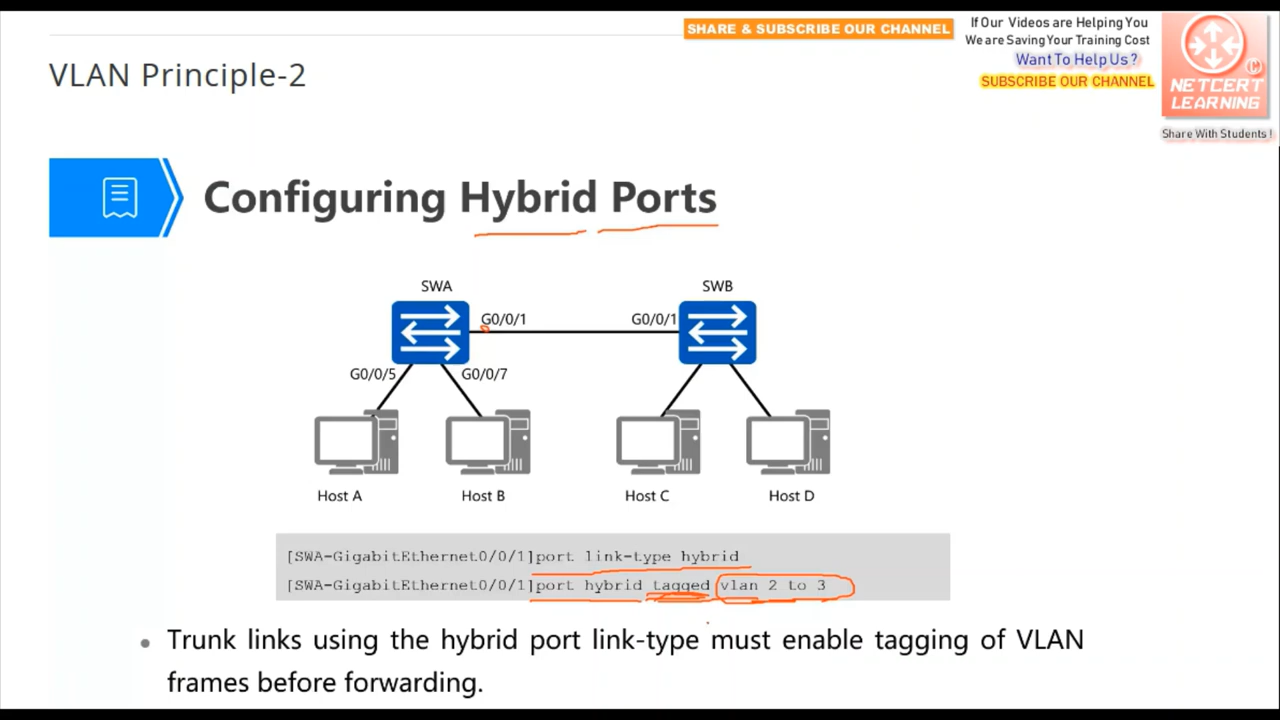 SHARE & SUBSCRIBE OUR CHANNEL
If Our Videos are Helping You
We are Saving Your Training Cost
Want To Help Us ?
SUBSCRIBE OUR CHANNEL
©
NETCERT
LEARNING
Share With Students !
VLAN Principle-2
Configuring Hybrid Ports
SWA
SWB
G0/0/1
G0/0/1
G0/0/5
G0/0/7
Host A
Host B
Host C
Host D
[SWA-GigabitEthernet0/0/1]port link-type hybrid
[SWA-GigabitEthernet0/0/1]port hybrid tagged vlan 2 to 3
• Trunk links using the hybrid port link-type must enable tagging of VLAN
frames before forwarding.